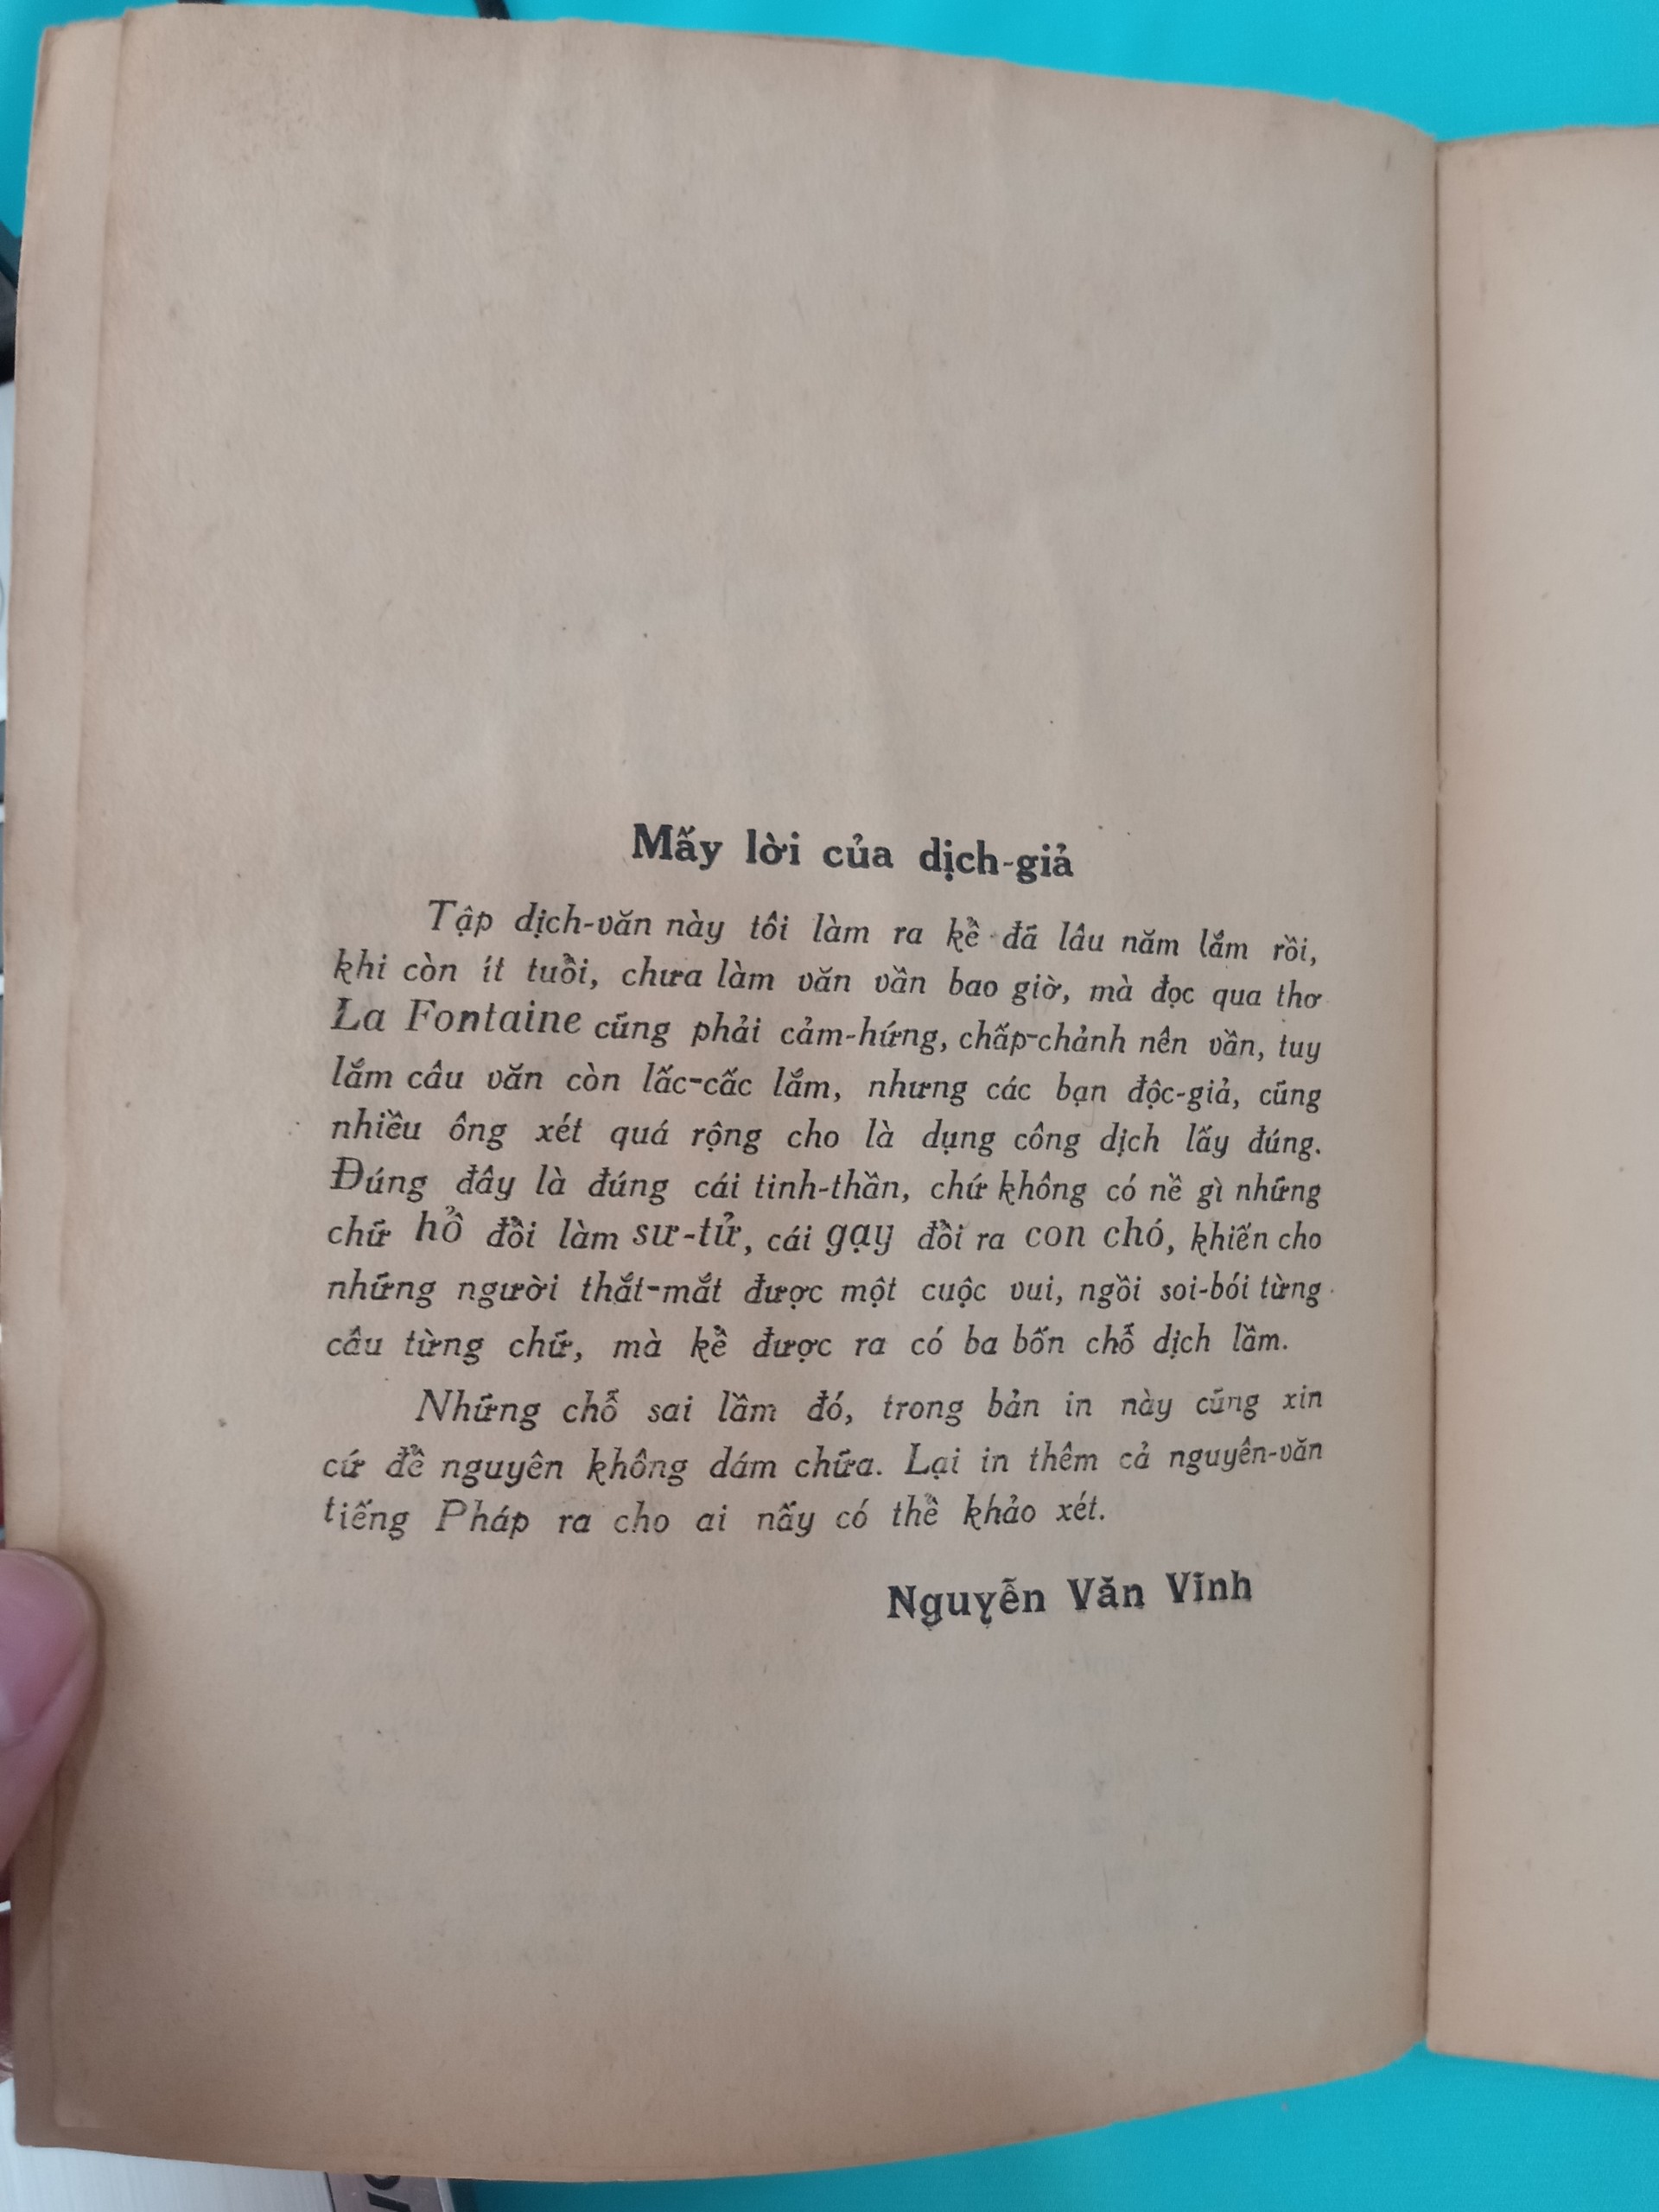 Mấy lời của dịch-giả
Tập dịch-văn này tôi làm ra kể đã lâu năm lắm rồi,
khi còn ít tuổi, chưa làm văn vần bao giờ, mà đọc qua thơ
La Fontaine cũng phải cảm-hứng, chấp-chảnh nên vần, tuy
lắm câu văn còn lấc-cấc lắm, nhưng các bạn độc-giả, cũng
nhiều ông xét quá rộng cho là dụng công dịch lấy đúng.
Đúng đây là đúng cái tinh-thần, chứ không có nề gì những
chữ hổ đổi làm sư-tử, cái gạy đổi ra con chó, khiến cho
những người thắt-mắt được một cuộc vui, ngồi soi-bói từng
câu từng chữ, mà kể được ra có ba bốn chỗ dịch lầm.
Những chỗ sai lầm đó, trong bản in này cũng xin
cứ để nguyên không dám chữa. Lại in thêm cả nguyên-văn
tiếng Pháp ra cho ai nấy có thể khảo xét.
Nguyễn Văn Vĩnh